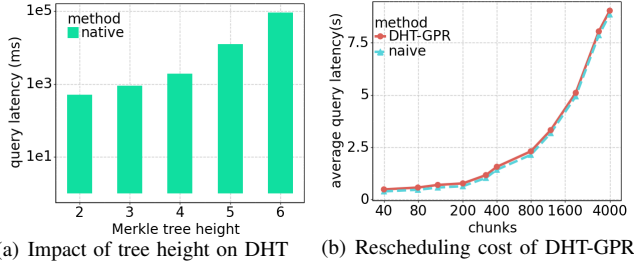 1e5
1e3
1e1
query latency (ms)
method
native
2 3 4 5 6
Merkle tree height
a) Impact of tree height on DHT
7.5
5
2.5
0
average query latency(s)
method
DHT-GPR
naive
40 80 200 400 800 1600 4000
chunks
(b) Rescheduling cost of DHT-GPR